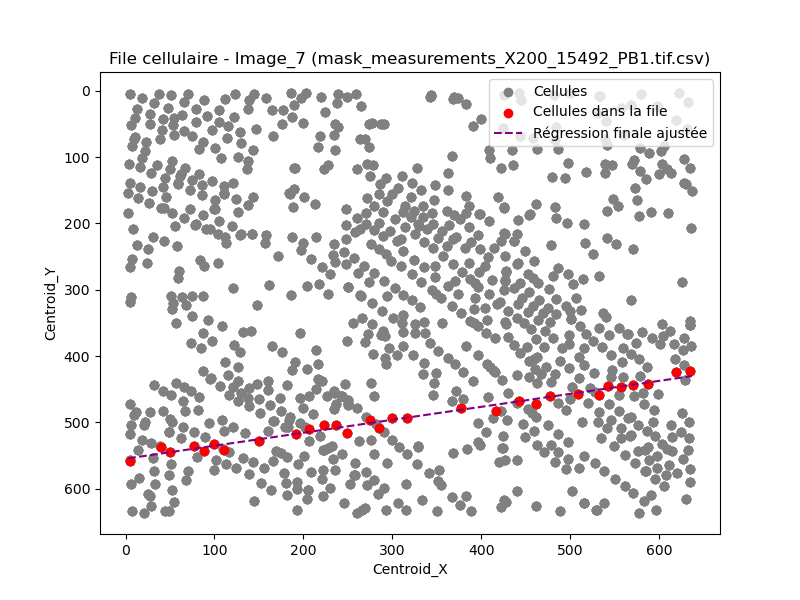 File cellulaire - Image_7 (mask_measurements_X200_15492_PB1.tif.csv)
Cellules
Cellules dans la file
Régression finale ajustée
0
100
200
300
400
500
600
Centroid_Y
0 100 200 300 400 500 600
Centroid_X